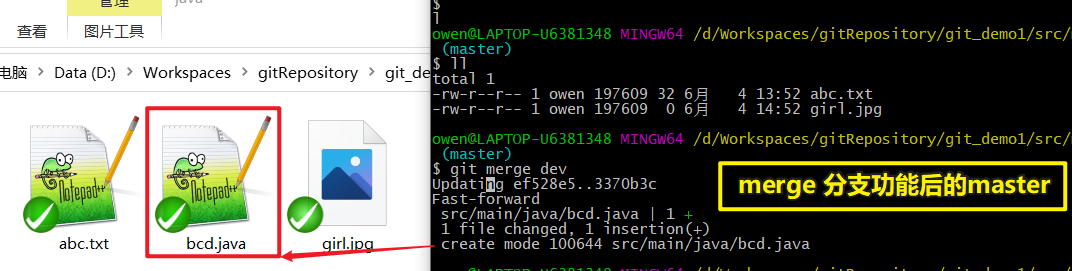 管理
java
查看
图片工具
电脑
Data (D:)
Workspaces
gitRepository
abc.txt
bcd.java
girl.jpg
$
l
owen@LAPTOP-U6381348 MINGW64 /d/Workspaces/gitRepository/git_demo1/src/
(master)
$ ll
total 1
-rw-r--r-- 1 owen 197609 32 6月 4 13:52 abc.txt
-rw-r--r-- 1 owen 197609 0 6月 4 14:52 girl.jpg
owen@LAPTOP-U6381348 MINGW64 /d/Workspaces/gitRepository/git_demo1/src/
(master)
$ git merge dev
Updating ef528e5..3370b3c
Fast-forward
src/main/java/bcd.java | 1 +
1 file changed, 1 insertion(+)
create mode 100644 src/main/java/bcd.java
merge 分支功能后的master